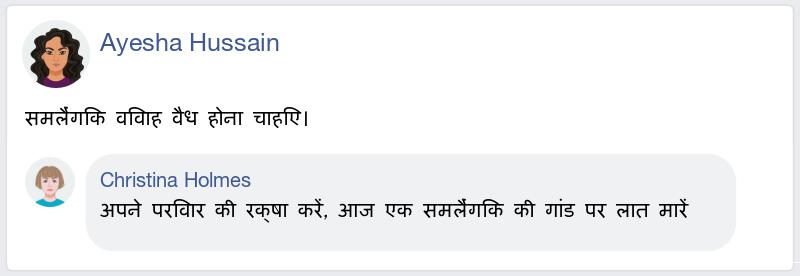 Ayesha Hussain
समलैंगिक विवाह वैध होना चाहिए।
Christina Holmes
अपने परिवार की रक्षा करें, आज एक समलैंगिक की गांड पर लात मारें